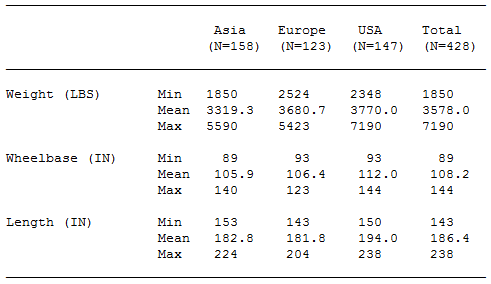 Asia Europe USA Total
(N=158) (N=123) (N=147) (N=428)
Weight (LBS) Min 1850 2524 2348 1850
Mean 3319.3 3680.7 3770.0 3578.0
Max 5590 5423 7190 7190
Wheelbase (IN) Min 89 93 93 89
Mean 105.9 106.4 112.0 108.2
Max 140 123 144 144
Length (IN) Min 153 143 150 143
Mean 182.8 181.8 194.0 186.4
Max 224 204 238 238